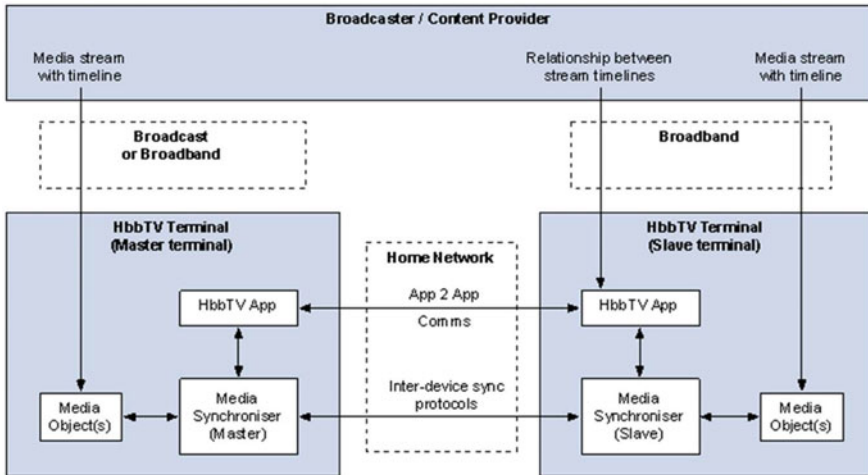 Broadcaster / Content Provider
Media stream
with timeline
Relationship between
stream timelines
Media stream
with timeline
Broadcast
or Broadband
Broadband
HbbTV Terminal
(Master terminal)
Home Network
HbbTV Terminal
(Slave terminal)
HbbTV App
App 2 App
Comms
HbbTV App
Media
Object(s)
Media
Synchroniser
(Master)
Inter-device sync
protocols
Media
Synchroniser
(Slave)
Media
Object(s)